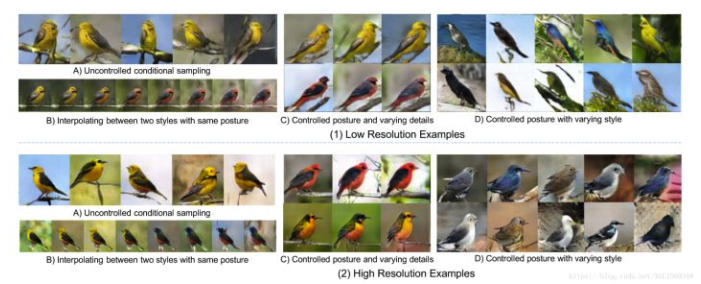 A) Uncontrolled conditional sampling
B) Interpolating between two styles with same posture
C) Controlled posture and varying details
D) Controlled posture with varying style
(1) Low Resolution Examples
A) Uncontrolled conditional sampling
B) Interpolating between two styles with same posture
C) Controlled posture and varying details
D) Controlled posture with varying style
(2) High Resolution Examples